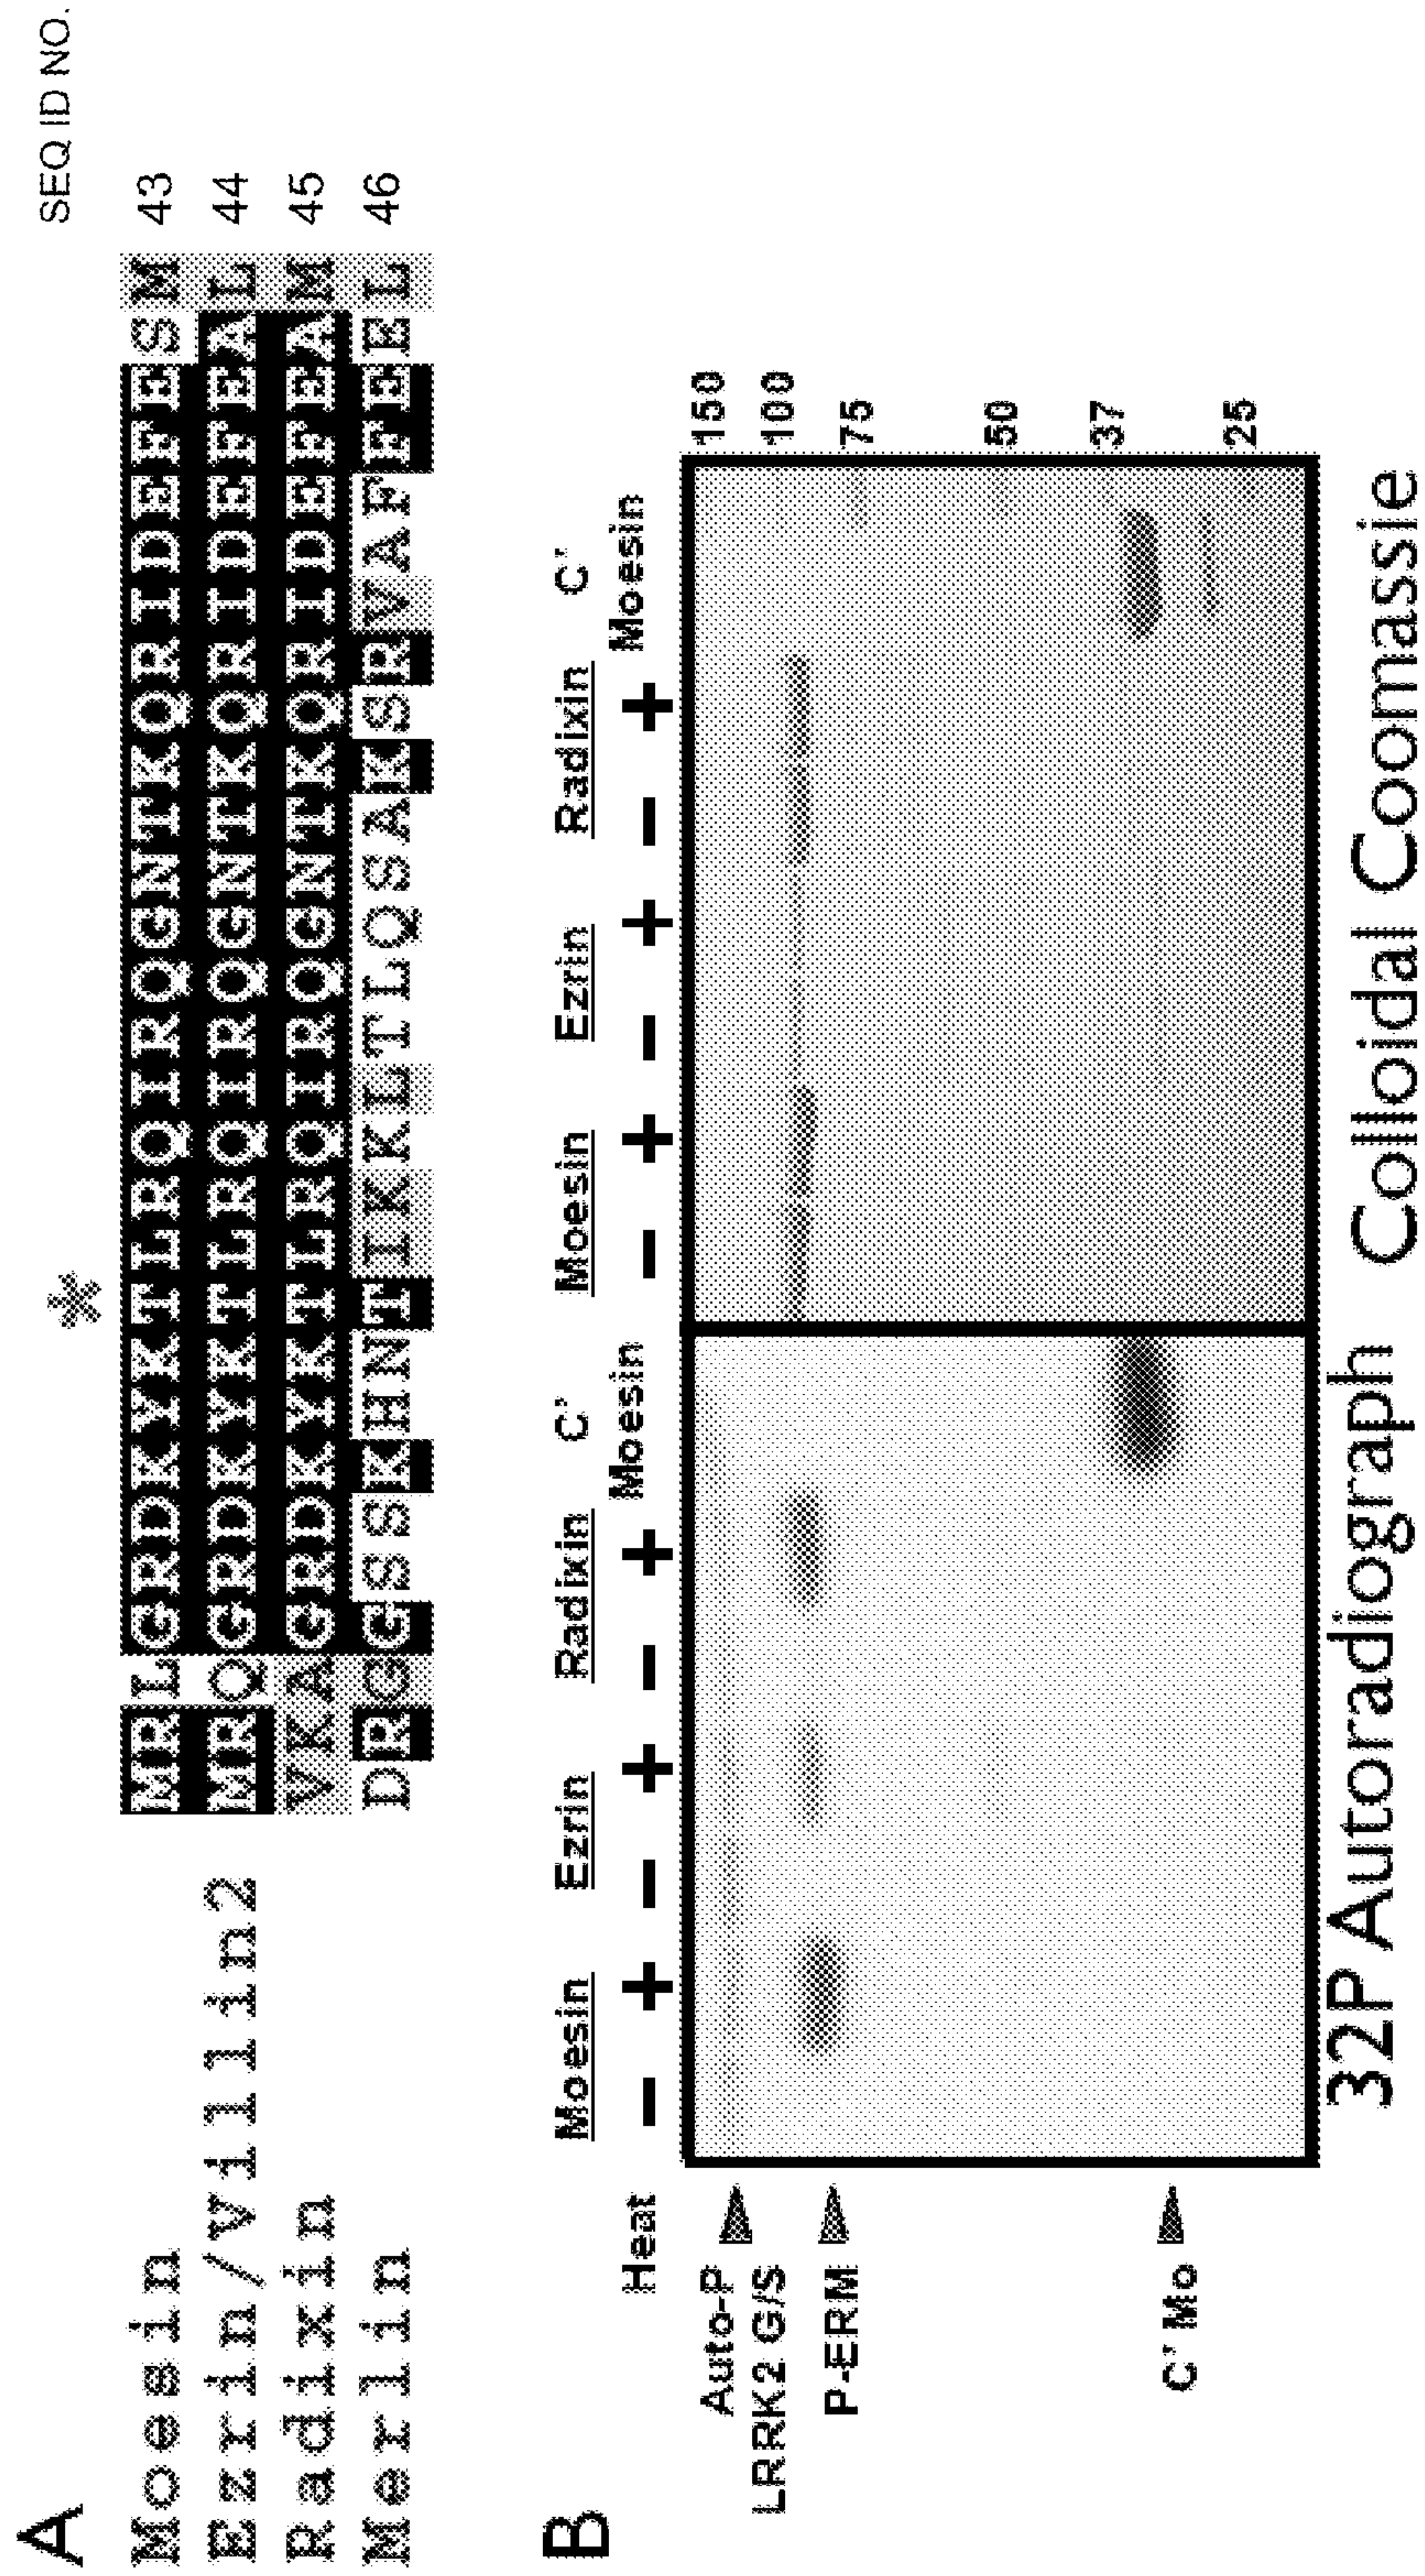 A
SEQ ID NO.
*
Moesin MRLGRDKYKTLRQIRQGNTKQRIDEFESM 43
Ezrin/villin2 MRQGRDKYKTLRQIRQGNTKQRIDEFEAL 44
Radixin VKAGRDKYKTLRQIRQGNTKQRIDEFEAM 45
Merlin DRGGSSKHNTIKKLTLQSAKSRVAFFEEL 46
B
Moesin Ezrin Radixin C' Moesin Moesin Ezrin Radixin C' Moesin
Heat − + − + − + − + − + − +
Auto-P
LRRK2 G/S
P-ERM
C' Mo
150
100
75
50
37
25
32P Autoradiograph Colloidal Coomassie